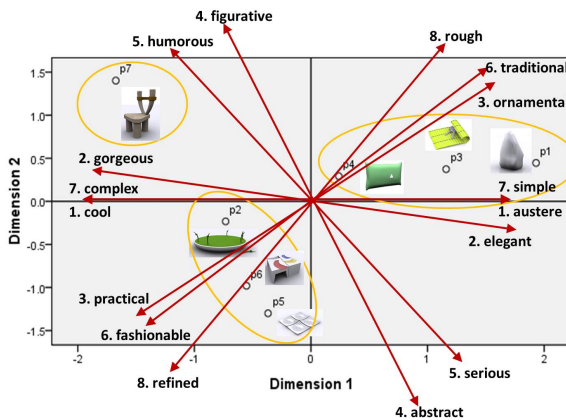 4. figurative
5. humorous
8. rough
6. traditional
3. ornamental
p7
1.5
1.0
2. gorgeous
0.5
p4
p3
p1
7. complex
7. simple
0.0
1. cool
1. austere
p2
2. elegant
-0.5
p6
3. practical
-1.0
p5
6. fashionable
-1.5
8. refined
5. serious
4. abstract
-2
-1
0
1
2
Dimension 1
Dimension 2